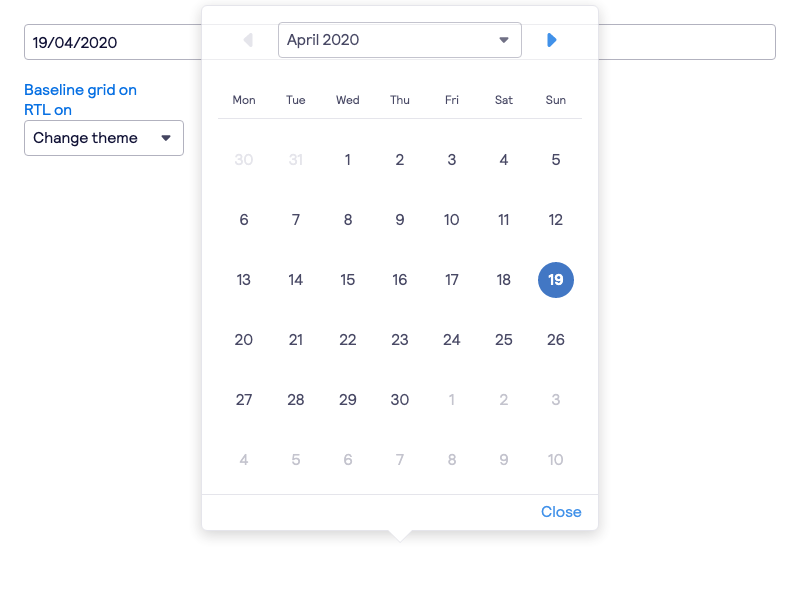 19/04/2020
April 2020
Baseline grid on
RTL on
Change theme
Mon Tue Wed Thu Fri Sat Sun
30 31 1 2 3 4 5
6 7 8 9 10 11 12
13 14 15 16 17 18 19
20 21 22 23 24 25 26
27 28 29 30 1 2 3
4 5 6 7 8 9 10
Close